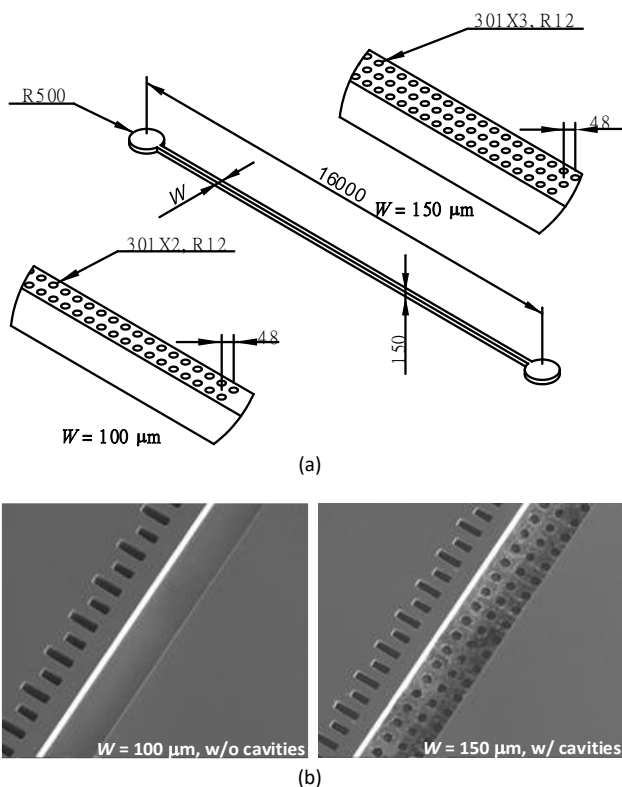 301X3, R12
R500
48
W
16000
W = 150 μm
301X2, R12
150
48
W = 100 μm
(a)
W = 100 μm, w/o cavities
W = 150 μm, w/ cavities
(b)